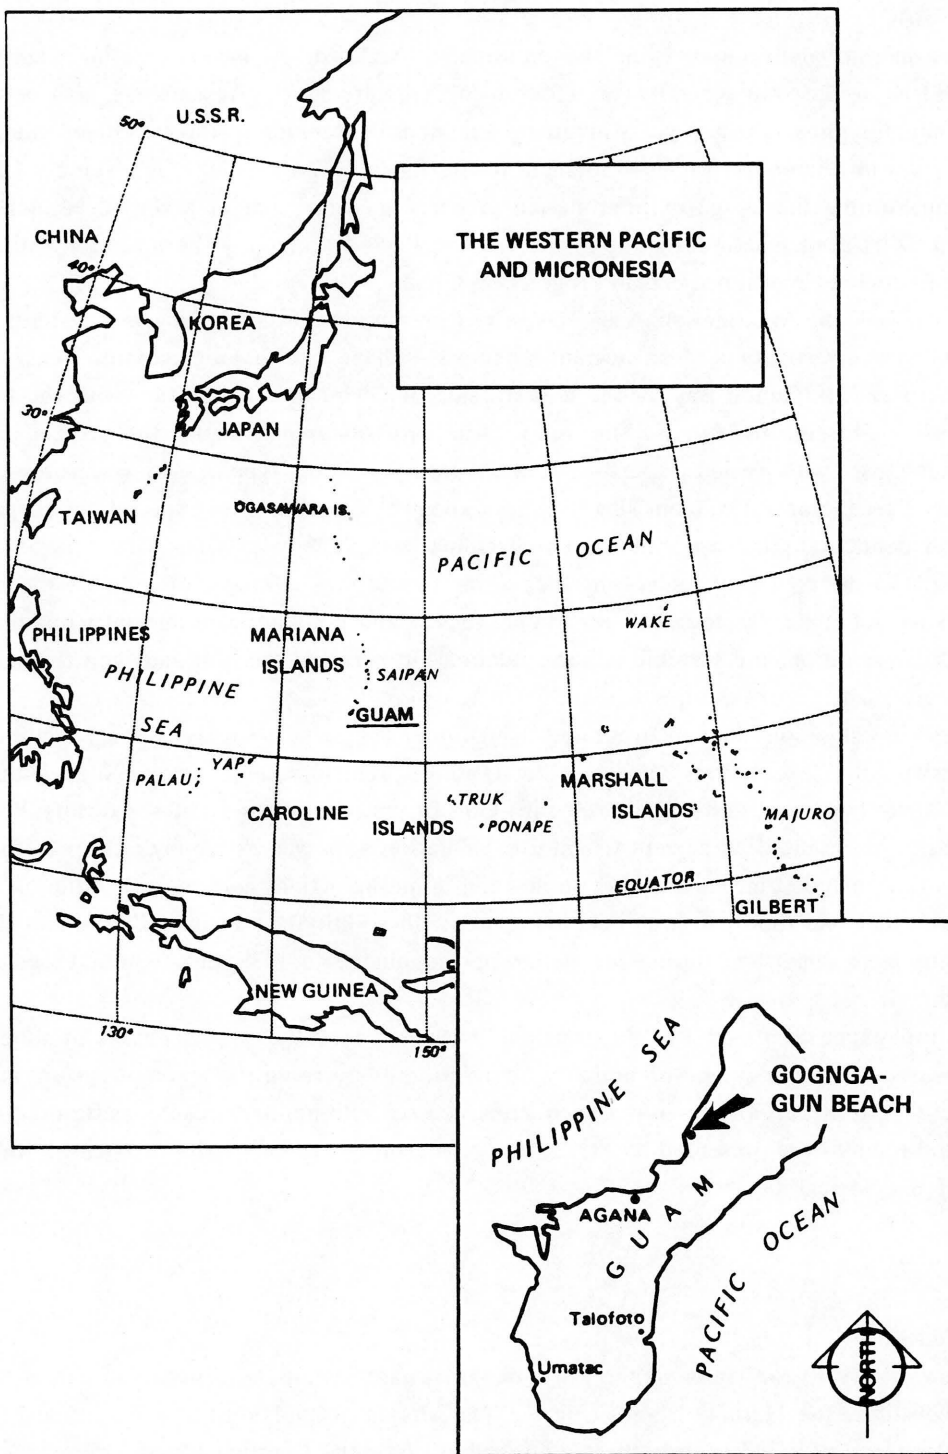 U.S.S.R.
50°
CHINA
40°
THE WESTERN PACIFIC
AND MICRONESIA
KOREA
30°
JAPAN
TAIWAN
OGASAWARA IS.
PACIFIC OCEAN
WAKE
PHILIPPINES
MARIANA
ISLANDS
PHILIPPINE
SEA
SAIPAN
GUAM
YAP
PALAU
MARSHALL
ISLANDS
TRUK
CAROLINE
ISLANDS
PONAPE
MAJURO
EQUATOR
GILBERT
NEW GUINEA
130°
150°
PHILIPPINE SEA
GOGNGA-
GUN BEACH
AGANA
GUAM
PACIFIC OCEAN
Talofoto
Umatac
NORTH